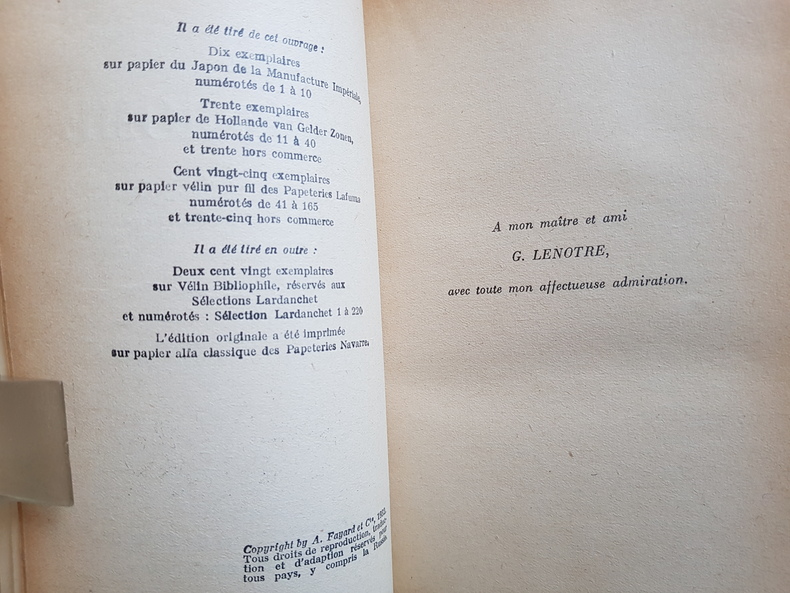 Il a été tiré de cet ouvrage :
Dix exemplaires
sur papier du Japon de la Manufacture Impériale,
numérotés de 1 à 10
Trente exemplaires
sur papier de Hollande van Gelder Zonen,
numérotés de 11 à 40
et trente hors commerce
Cent vingt-cinq exemplaires
sur papier vélin pur fil des Papeteries Lafuma
numérotés de 41 à 165
et trente-cinq hors commerce
Il a été tiré en outre :
Deux cent vingt exemplaires
sur Vélin Bibliophile, réservés aux
Sélections Lardanchet
et numérotés : Sélection Lardanchet 1 à 220
L'édition originale a été imprimée
sur papier alfa classique des Papeteries Navarre.
Copyright by A. Fayard et Cie,
Tous droits de reproduction, traduc-
tion et d'adaption réservés pour
tous pays, y compris la Russie.
A mon maître et ami
G. LENOTRE,
avec toute mon affectueuse admiration.